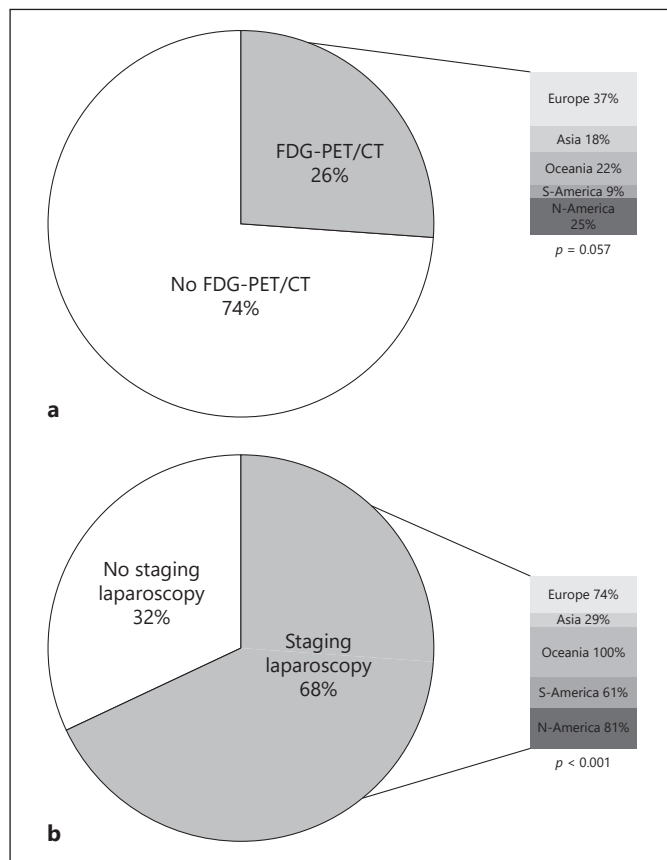 FDG-PET/CT
26%
No FDG-PET/CT
74%
Europe 37%
Asia 18%
Oceania 22%
S-America 9%
N-America
25%
p = 0.057
a
No staging
laparoscopy
32%
Staging
laparoscopy
68%
Europe 74%
Asia 29%
Oceania 100%
S-America 61%
N-America 81%
p < 0.001
b